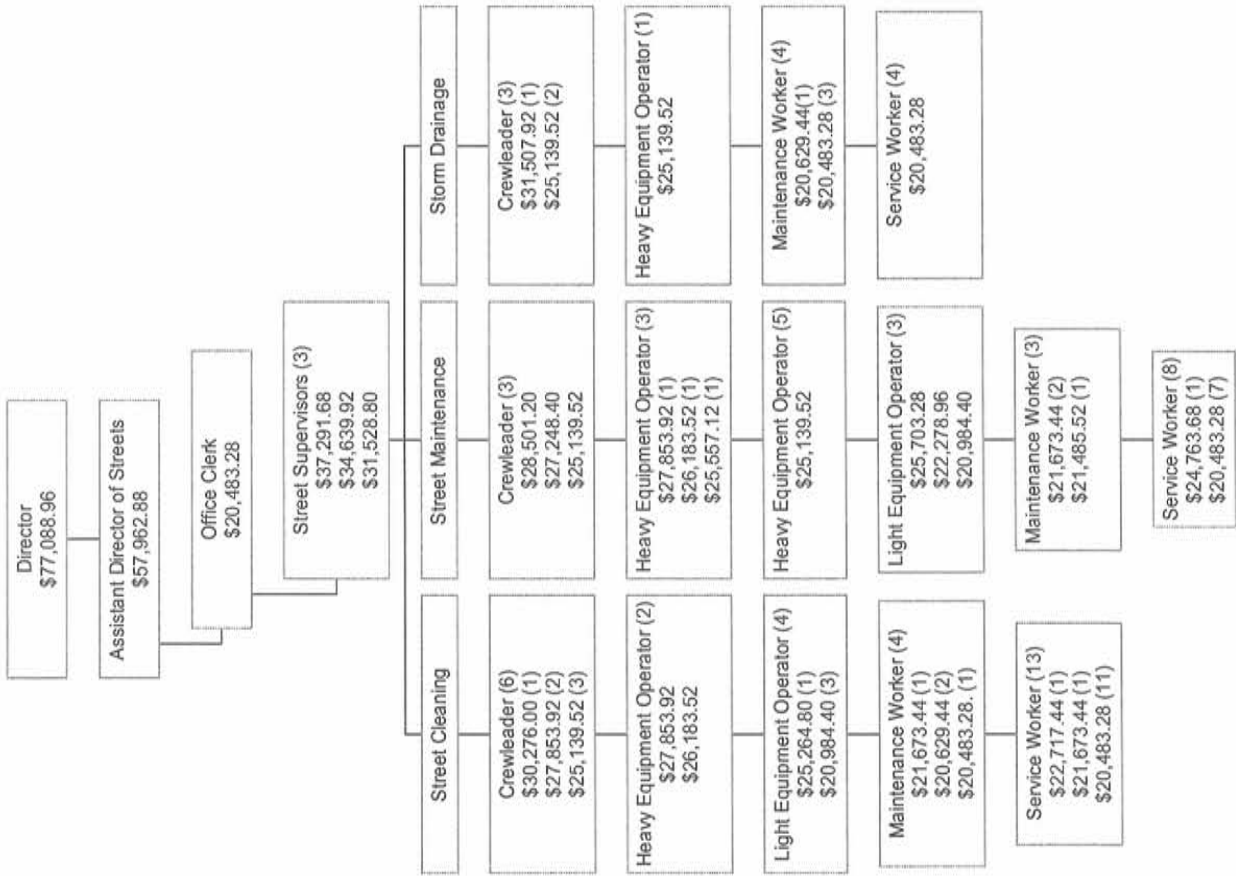 Director
$77,088.96
Assistant Director of Streets
$57,962.88
Office Clerk
$20,483.28
Street Supervisors (3)
$37,291.68
$34,639.92
$31,528.80
Street Cleaning
Crewleader (6)
$30,276.00 (1)
$27,853.92 (2)
$25,139.52 (3)
Heavy Equipment Operator (2)
$27,853.92
$26,183.52
Light Equipment Operator (4)
$25,264.80 (1)
$20,984.40 (3)
Maintenance Worker (4)
$21,673.44 (1)
$20,629.44 (2)
$20,483.28. (1)
Service Worker (13)
$22,717.44 (1)
$21,673.44 (1)
$20,483.28 (11)
Street Maintenance
Crewleader (3)
$28,501.20
$27,248.40
$25,139.52
Heavy Equipment Operator (3)
$27,853.92 (1)
$26,183.52 (1)
$25,557.12 (1)
Heavy Equipment Operator (5)
$25,139.52
Light Equipment Operator (3)
$25,703.28
$22,278.96
$20,984.40
Maintenance Worker (3)
$21,673.44 (2)
$21,485.52 (1)
Service Worker (8)
$24,763.68 (1)
$20,483.28 (7)
Storm Drainage
Crewleader (3)
$31,507.92 (1)
$25,139.52 (2)
Heavy Equipment Operator (1)
$25,139.52
Maintenance Worker (4)
$20,629.44(1)
$20,483.28 (3)
Service Worker (4)
$20,483.28